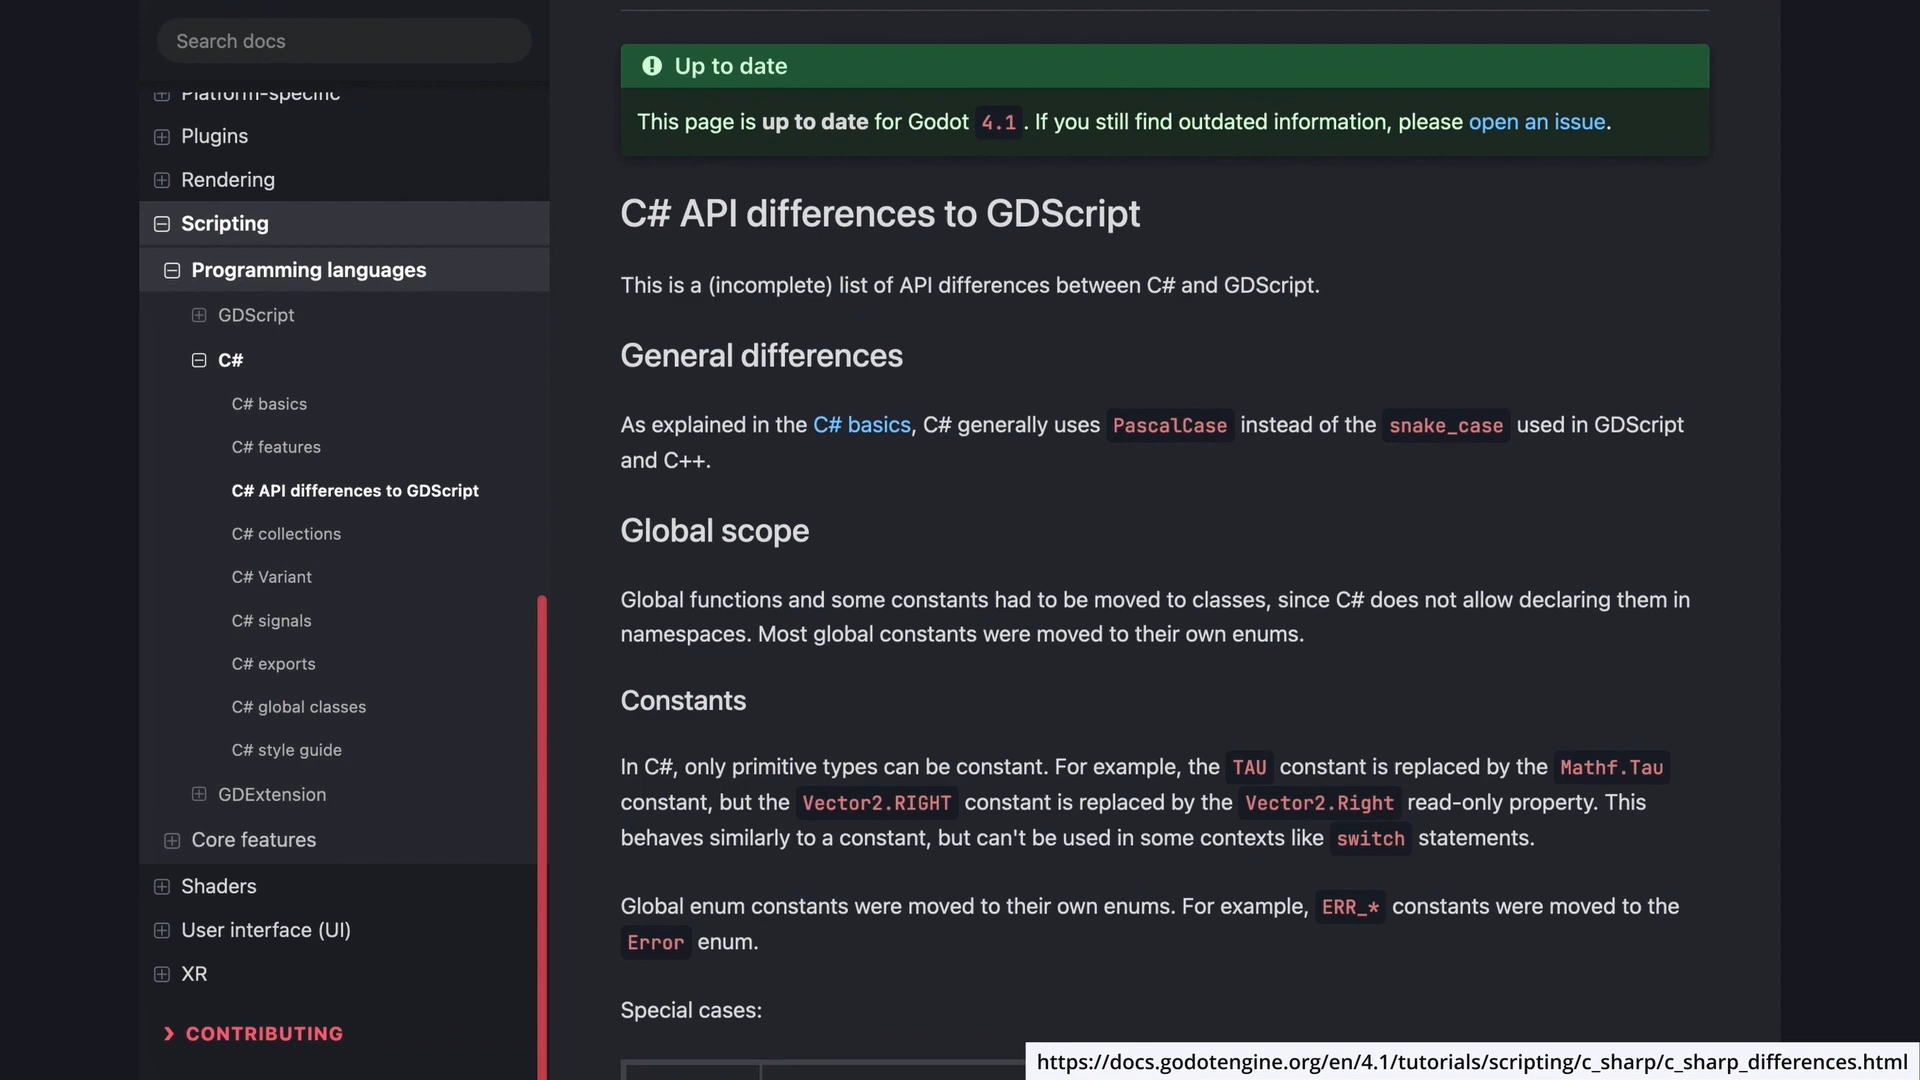 Search docs
Platform-specific
Plugins
Rendering
Scripting
Programming languages
GDScript
C#
C# basics
C# features
C# API differences to GDScript
C# collections
C# Variant
C# signals
C# exports
C# global classes
C# style guide
GDExtension
Core features
Shaders
User interface (UI)
XR
CONTRIBUTING
Up to date
This page is up to date for Godot 4.1. If you still find outdated information, please open an issue.
C# API differences to GDScript
This is a (incomplete) list of API differences between C# and GDScript.
General differences
As explained in the C# basics, C# generally uses PascalCase instead of the snake_case used in GDScript
and C++.
Global scope
Global functions and some constants had to be moved to classes, since C# does not allow declaring them in
namespaces. Most global constants were moved to their own enums.
Constants
In C#, only primitive types can be constant. For example, the TAU constant is replaced by the Mathf.Tau
constant, but the Vector2.RIGHT constant is replaced by the Vector2.Right read-only property. This
behaves similarly to a constant, but can't be used in some contexts like switch statements.
Global enum constants were moved to their own enums. For example, ERR_* constants were moved to the
Error enum.
Special cases:
https://docs.godotengine.org/en/4.1/tutorials/scripting/c_sharp/c_sharp_differences.html